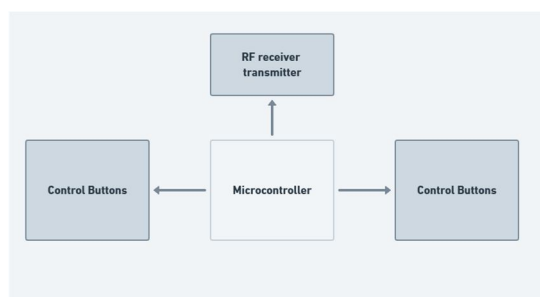 RF receiver
transmitter
Control Buttons
Microcontroller
Control Buttons